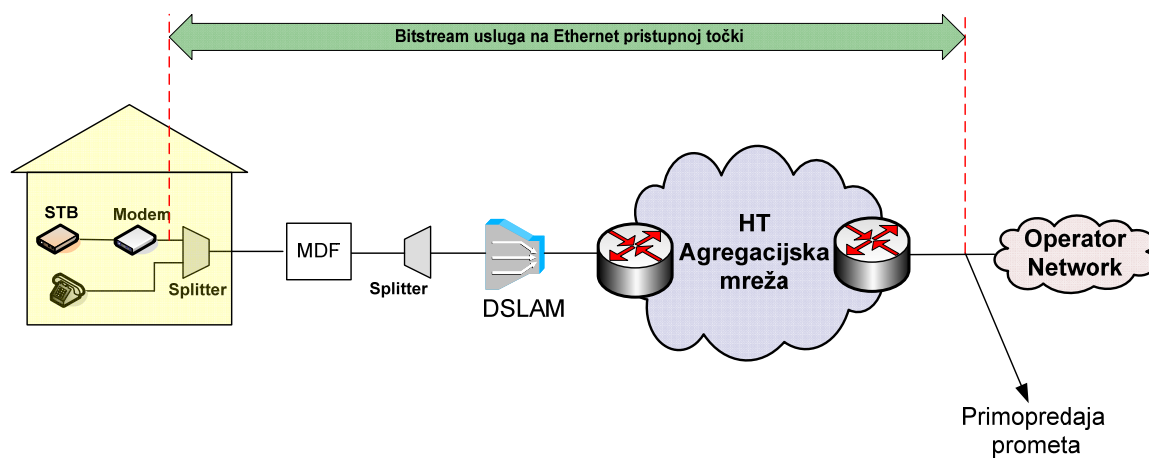 Bitstream usluga na Ethernet pristupnoj točki
STB
Modem
Splitter
MDF
Splitter
DSLAM
HT
Agregacijska
mreža
Operator
Network
Primopredaja
prometa